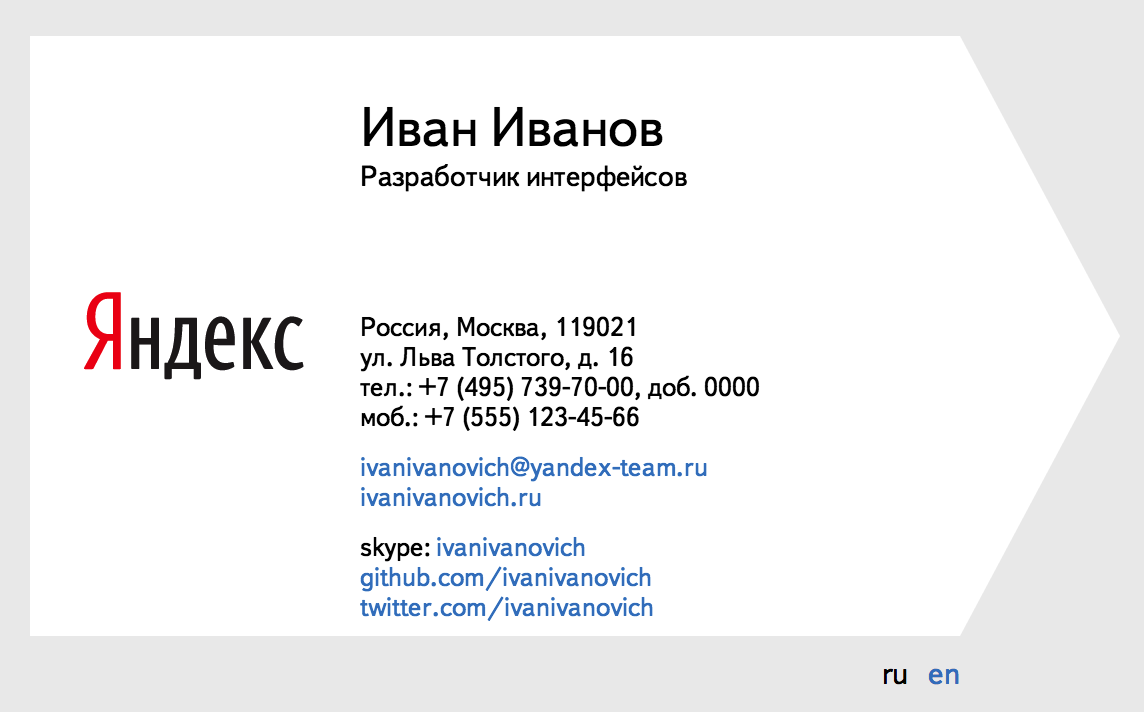 Иван Иванов
Разработчик интерфейсов
Яндекс
Россия, Москва, 119021
ул. Льва Толстого, д. 16
тел.: +7 (495) 739-70-00, доб. 0000
моб.: +7 (555) 123-45-66
ivanivanovich@yandex-team.ru
ivanivanovich.ru
skype: ivanivanovich
github.com/ivanivanovich
twitter.com/ivanivanovich
ru en